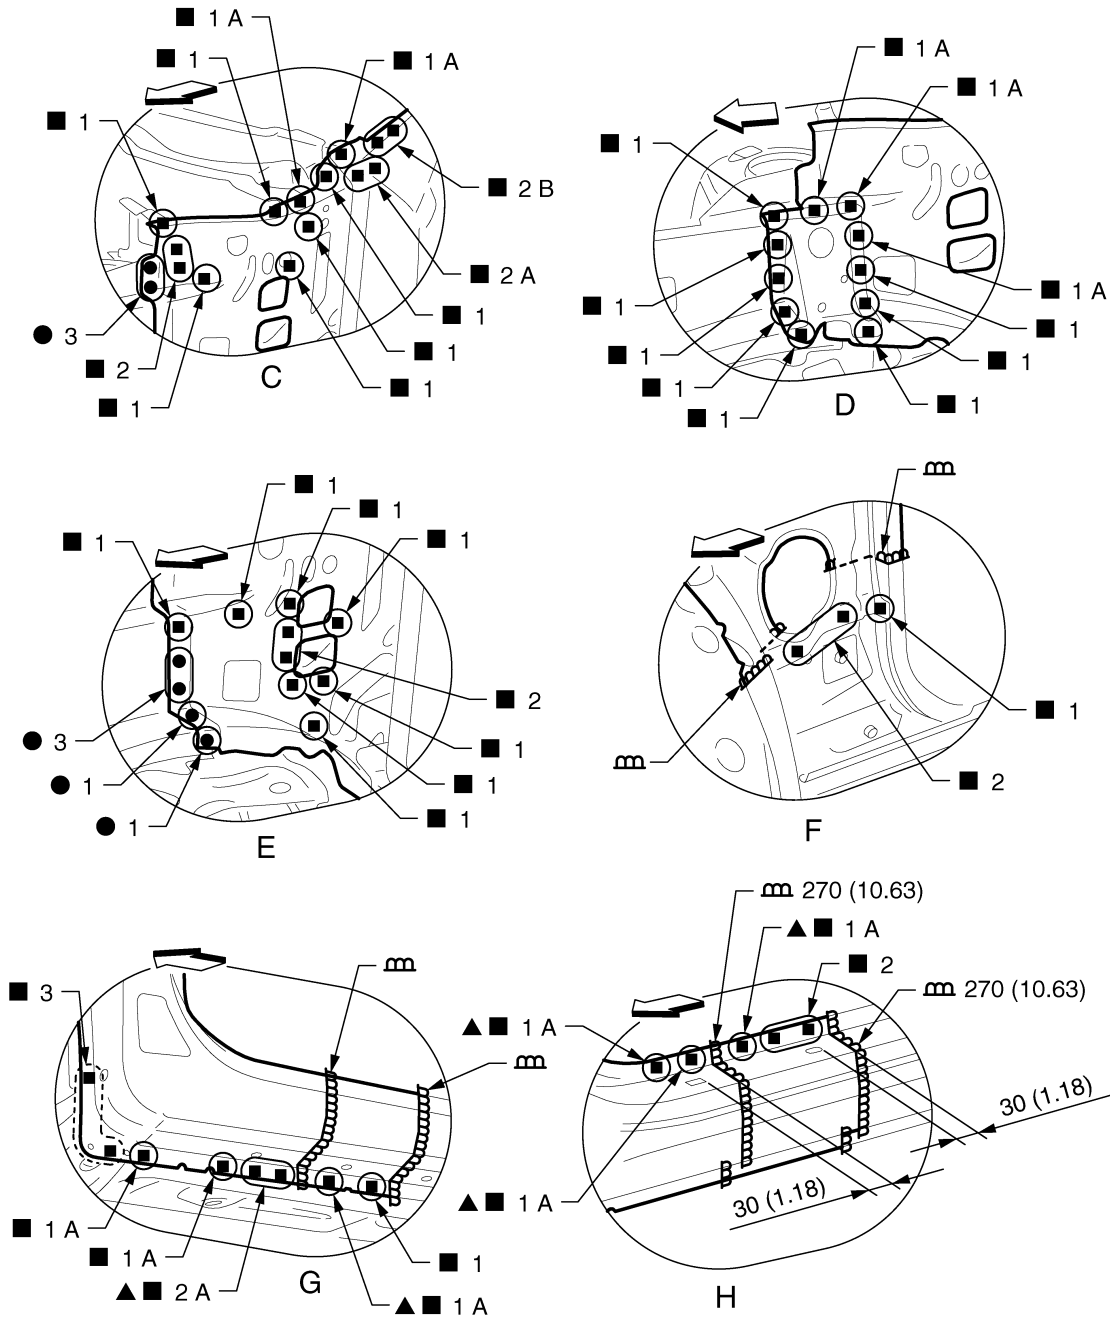 ■ 1 A
■ 1
■ 1 A
■ 1
■ 2 B
■ 2 A
■ 1
■ 1
■ 1
● 3
■ 2
■ 1
C
■ 1 A
■ 1 A
■ 1
■ 1 A
■ 1
■ 1
■ 1
■ 1
■ 1
■ 1
■ 1
D
■ 1
■ 1
■ 1
■ 1
■ 2
■ 1
■ 1
■ 1
● 3
● 1
● 1
E
■ 1
■ 2
F
■ 3
■ 1 A
■ 1 A
▲ ■ 2 A
■ 1
▲ ■ 1 A
G
270 (10.63)
▲ ■ 1 A
■ 2
270 (10.63)
▲ ■ 1 A
▲ ■ 1 A
30 (1.18)
30 (1.18)
H